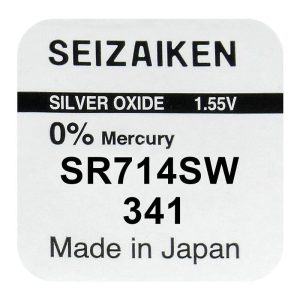 SEIZAIKEN
SILVER OXIDE 1.55V
0% Mercury
SR714SW
341
Made in Japan